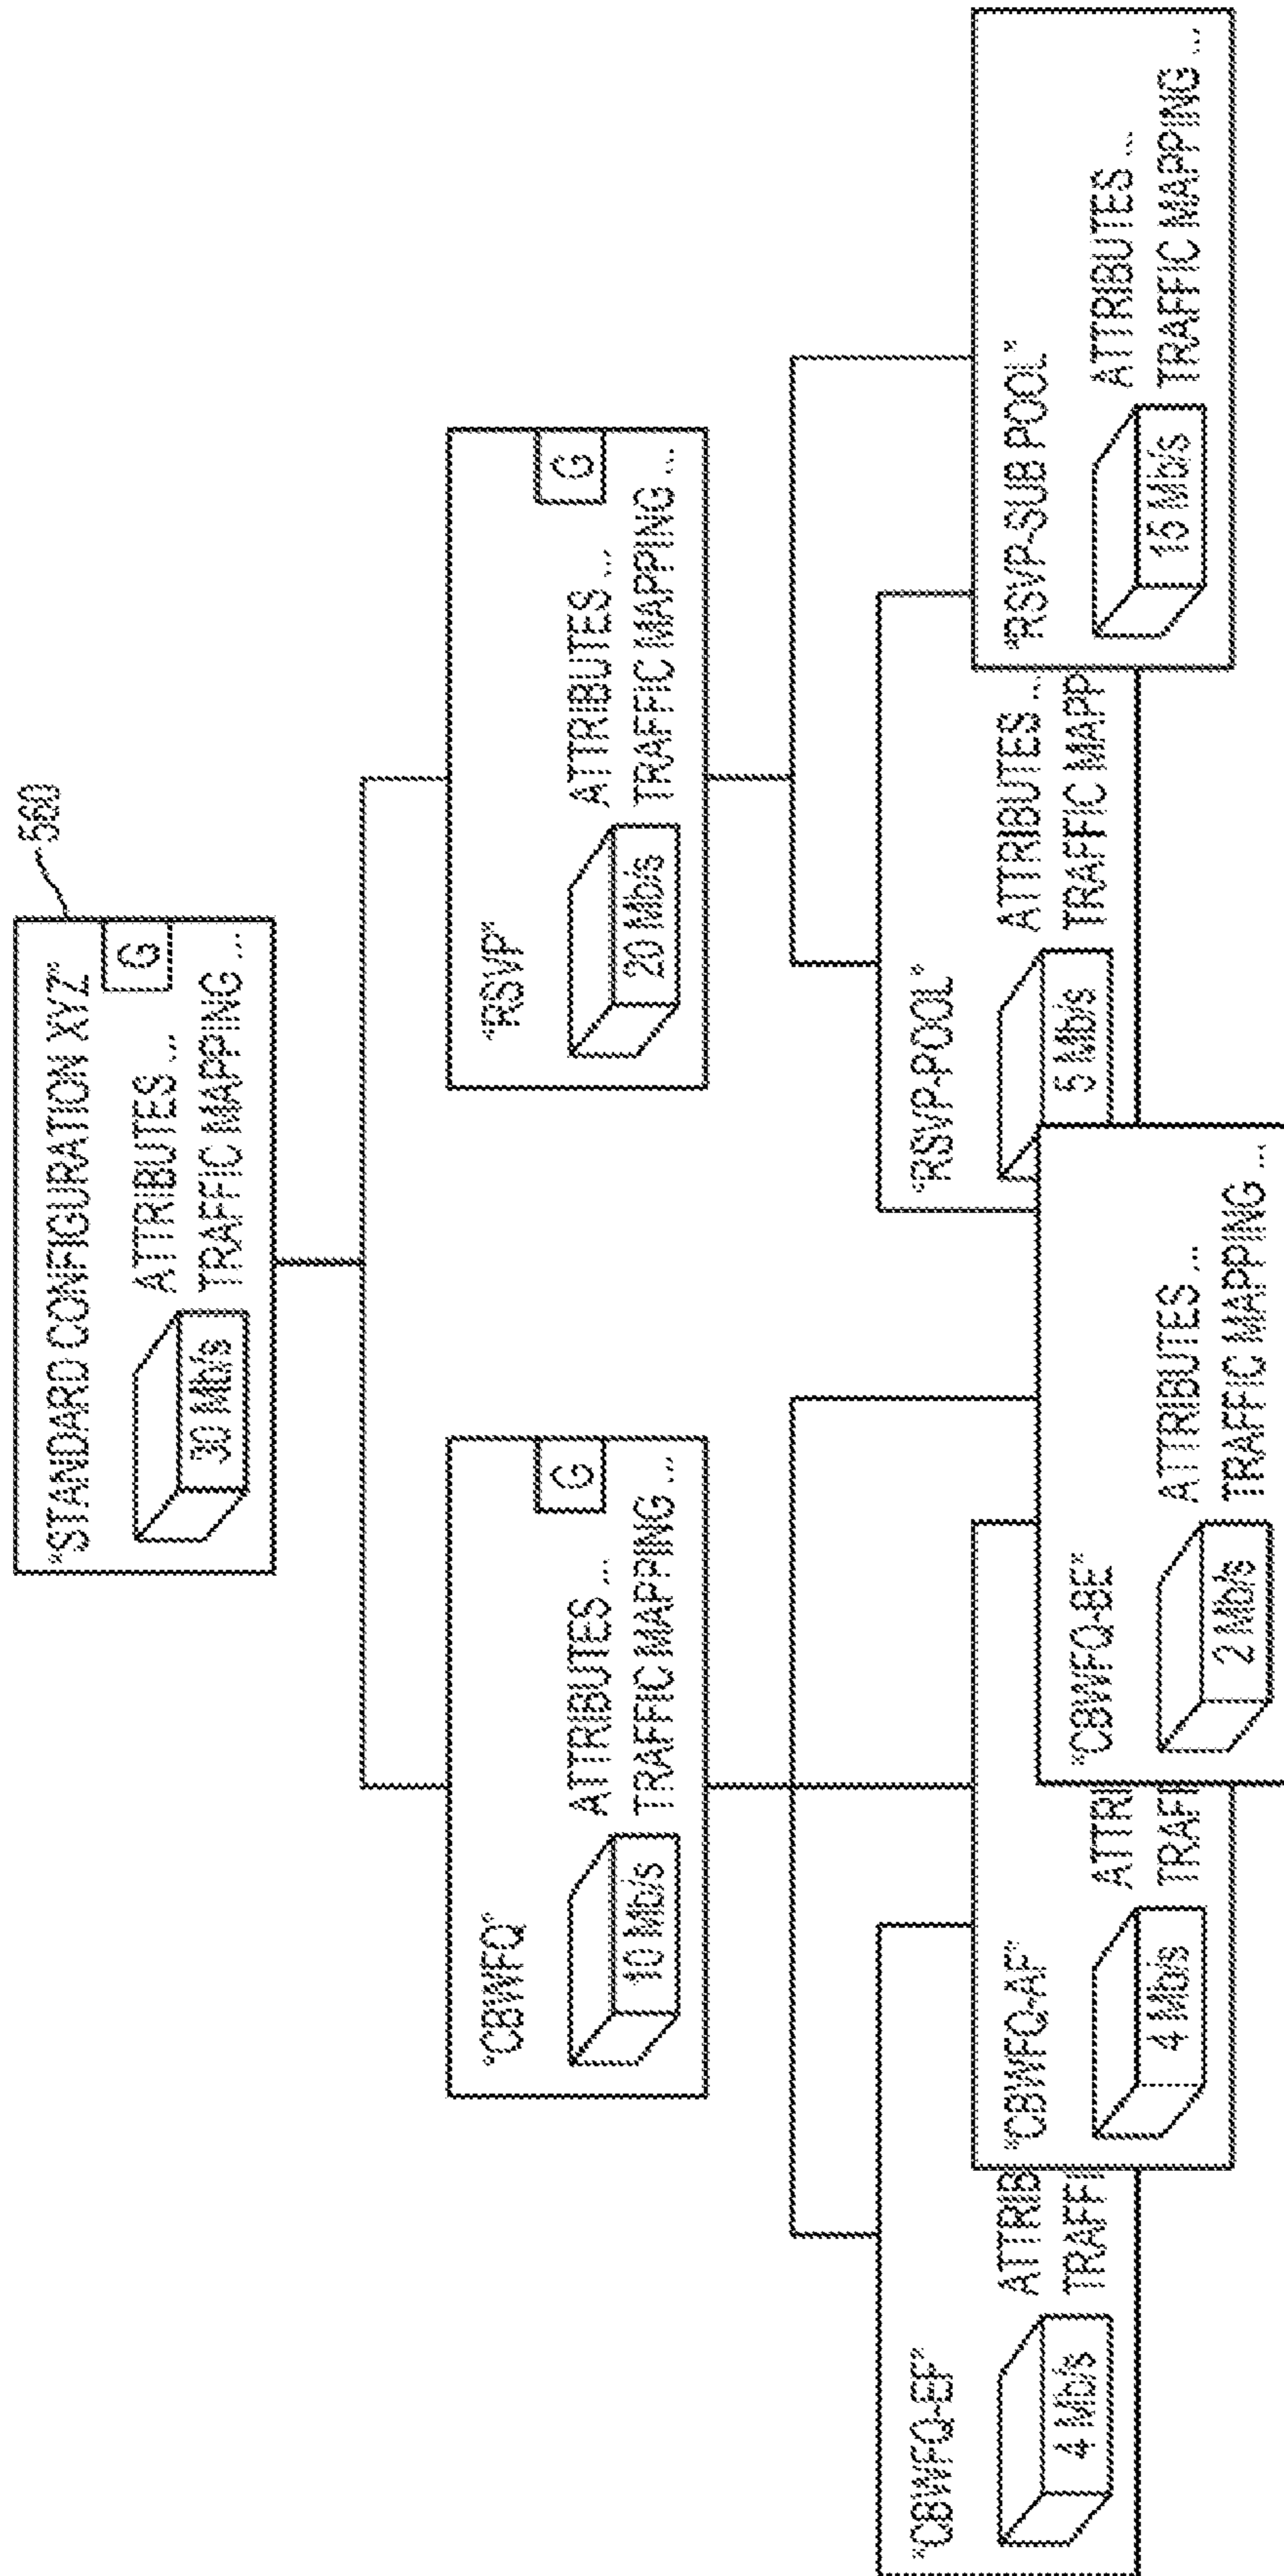 560
"STANDARD CONFIGURATION XYZ"
G
ATTRIBUTES ...
30 Mb/s
TRAFFIC MAPPING ...
"CBWFQ"
G
ATTRIBUTES ...
10 Mb/s
TRAFFIC MAPPING ...
"RSVP"
G
ATTRIBUTES ...
20 Mb/s
TRAFFIC MAPPING ...
"CBWFQ-EF"
ATTRIB
4 Mb/s
TRAFFI
"CBWFQ-AF"
ATTRI
4 Mb/s
TRAFF
"CBWFQ-BE"
ATTRIBUTES ...
2 Mb/s
TRAFFIC MAPPING ...
"RSVP-POOL"
ATTRIBUTES ...
5 Mb/s
TRAFFIC MAPP
"RSVP-SUB POOL"
ATTRIBUTES ...
15 Mb/s
TRAFFIC MAPPING ...